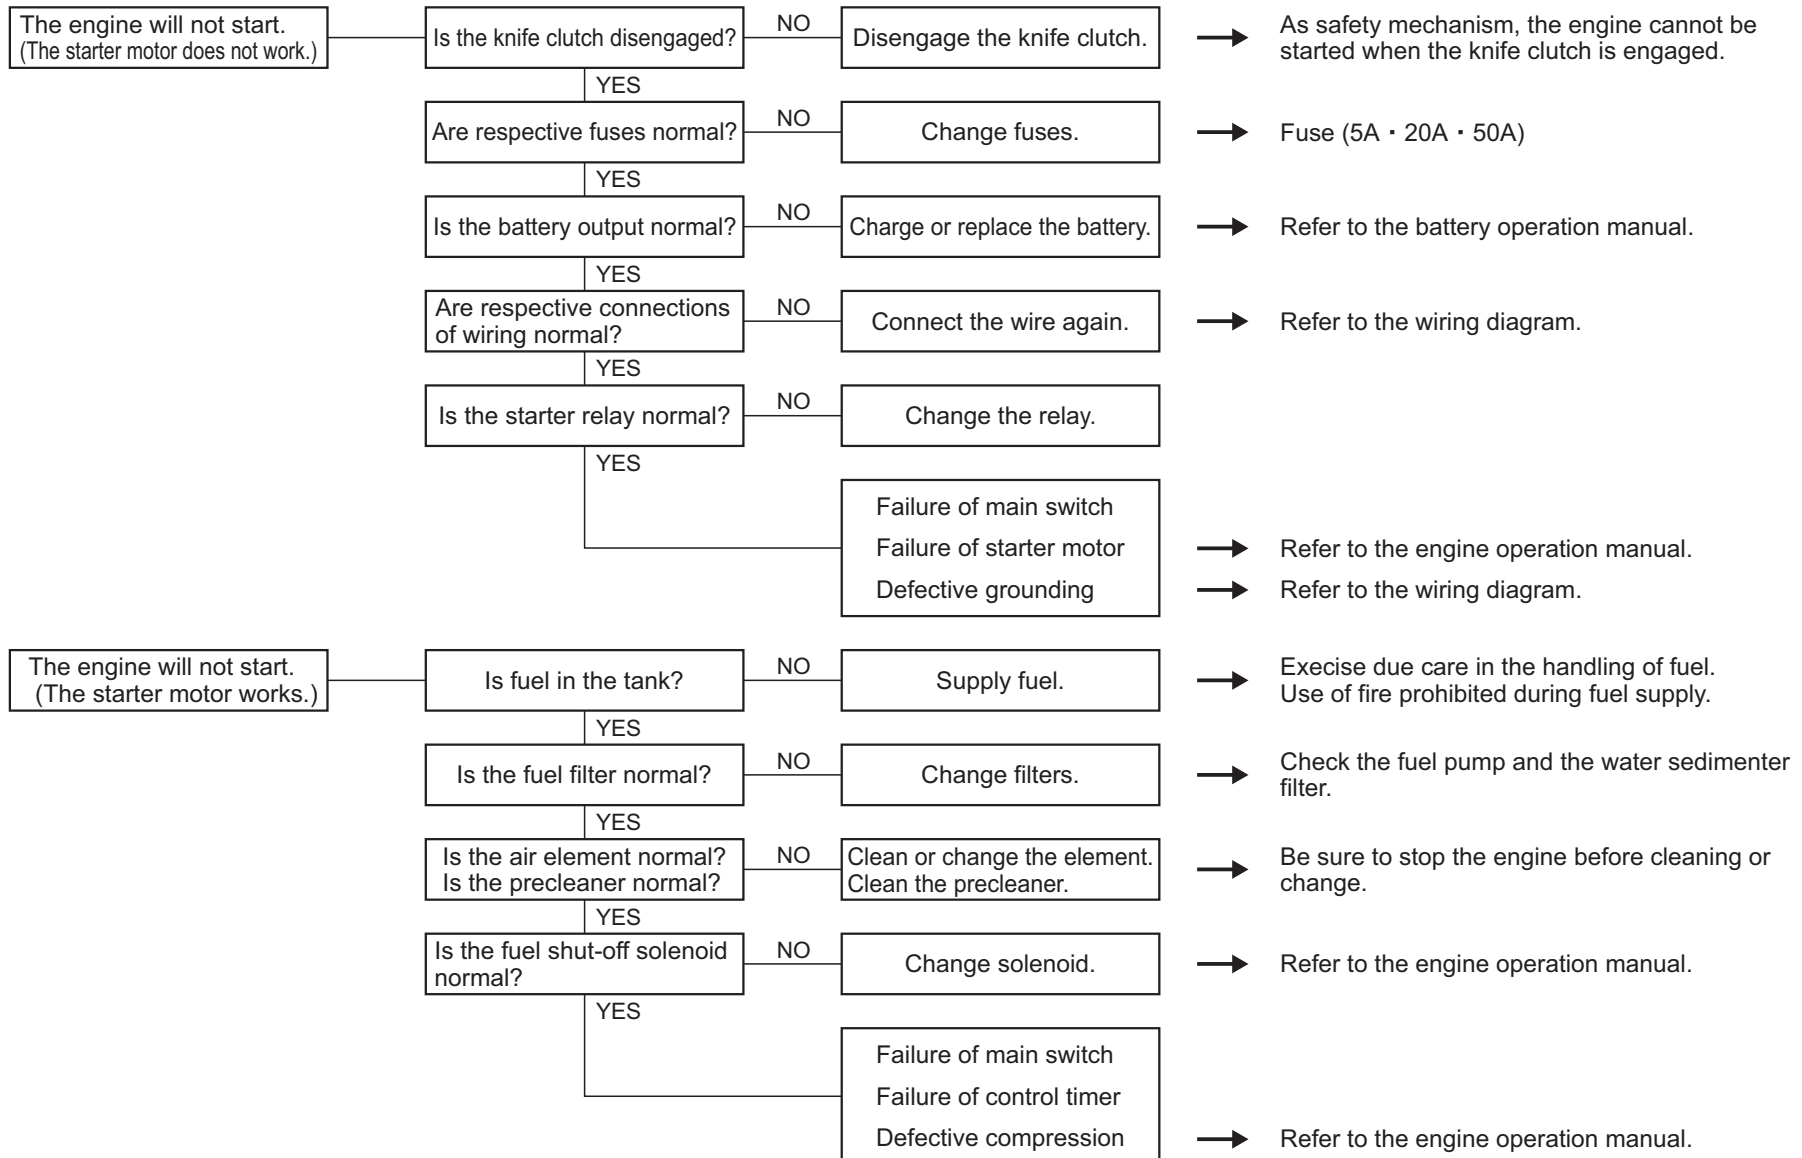 The engine will not start.
(The starter motor does not work.)
Is the knife clutch disengaged?
NO
Disengage the knife clutch.
As safety mechanism, the engine cannot be
started when the knife clutch is engaged.
YES
Are respective fuses normal?
NO
Change fuses.
Fuse (5A・20A・50A)
YES
Is the battery output normal?
NO
Charge or replace the battery.
Refer to the battery operation manual.
YES
Are respective connections
of wiring normal?
NO
Connect the wire again.
Refer to the wiring diagram.
YES
Is the starter relay normal?
NO
Change the relay.
YES
Failure of main switch
Failure of starter motor
Refer to the engine operation manual.
Defective grounding
Refer to the wiring diagram.
The engine will not start.
(The starter motor works.)
Is fuel in the tank?
NO
Supply fuel.
Execise due care in the handling of fuel.
Use of fire prohibited during fuel supply.
YES
Is the fuel filter normal?
NO
Change filters.
Check the fuel pump and the water sedimenter
filter.
YES
Is the air element normal?
Is the precleaner normal?
NO
Clean or change the element.
Clean the precleaner.
Be sure to stop the engine before cleaning or
change.
YES
Is the fuel shut-off solenoid
normal?
NO
Change solenoid.
Refer to the engine operation manual.
YES
Failure of main switch
Failure of control timer
Defective compression
Refer to the engine operation manual.